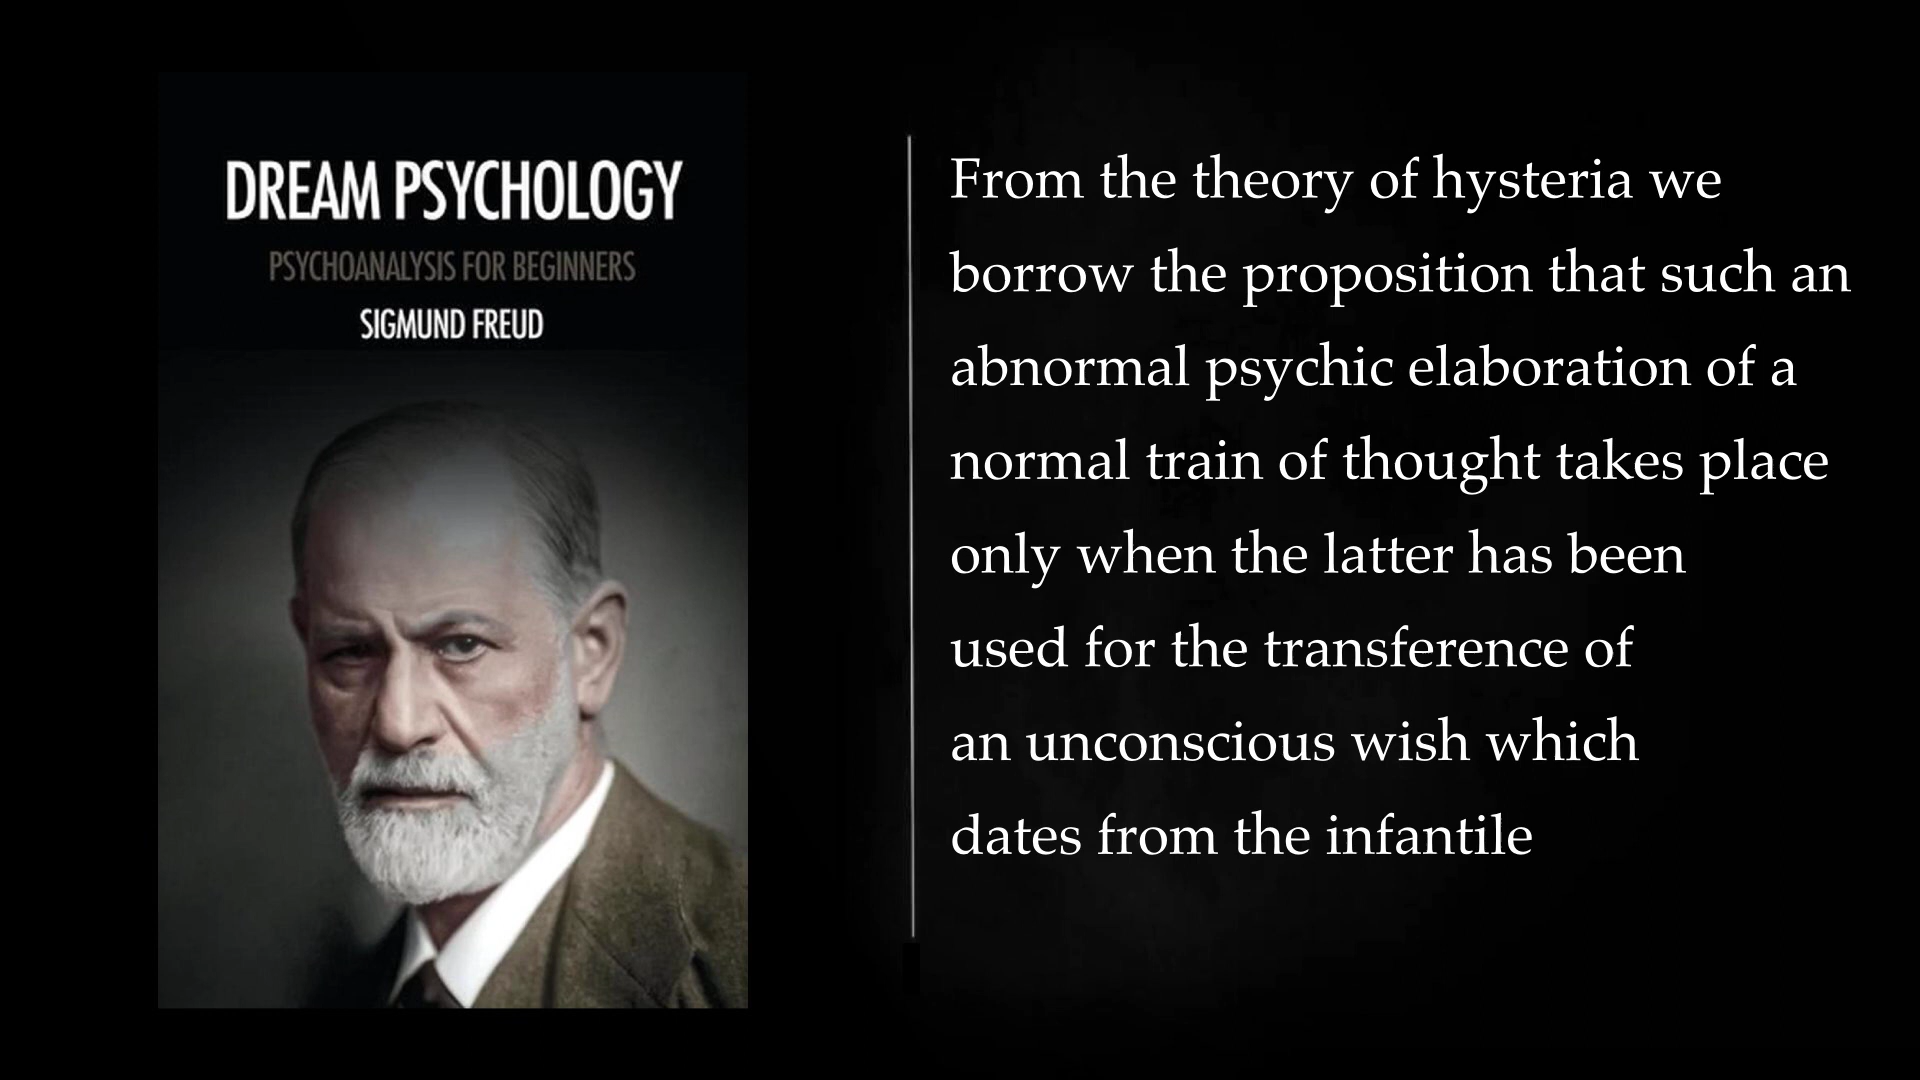 DREAM PSYCHOLOGY
PSYCHOANALYSIS FOR BEGINNERS
SIGMUND FREUD
From the theory of hysteria we
borrow the proposition that such an
abnormal psychic elaboration of a
normal train of thought takes place
only when the latter has been
used for the transference of
an unconscious wish which
dates from the infantile